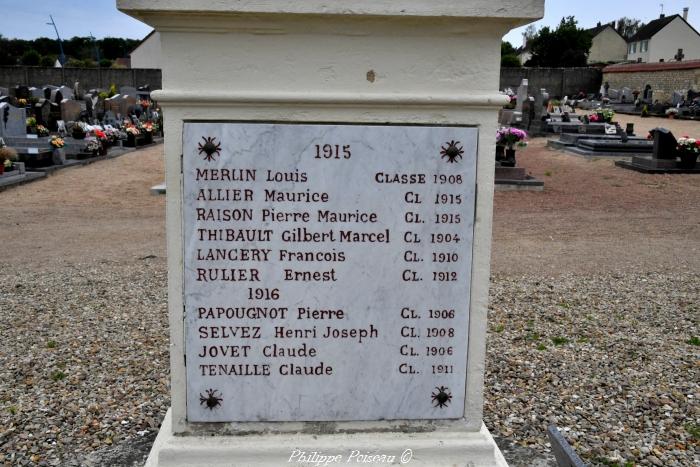 1915
MERLIN Louis CLASSE 1908
ALLIER Maurice CL 1915
RAISON Pierre Maurice CL. 1915
THIBAULT Gilbert Marcel CL 1904
LANCERY Francois CL. 1910
RULIER Ernest CL. 1912
1916
PAPOUGNOT Pierre CL. 1906
SELVEZ Henri Joseph CL. 1908
JOVET Claude CL. 1906
TENAILLE Claude CL. 1911
Philippe Poiseau ©